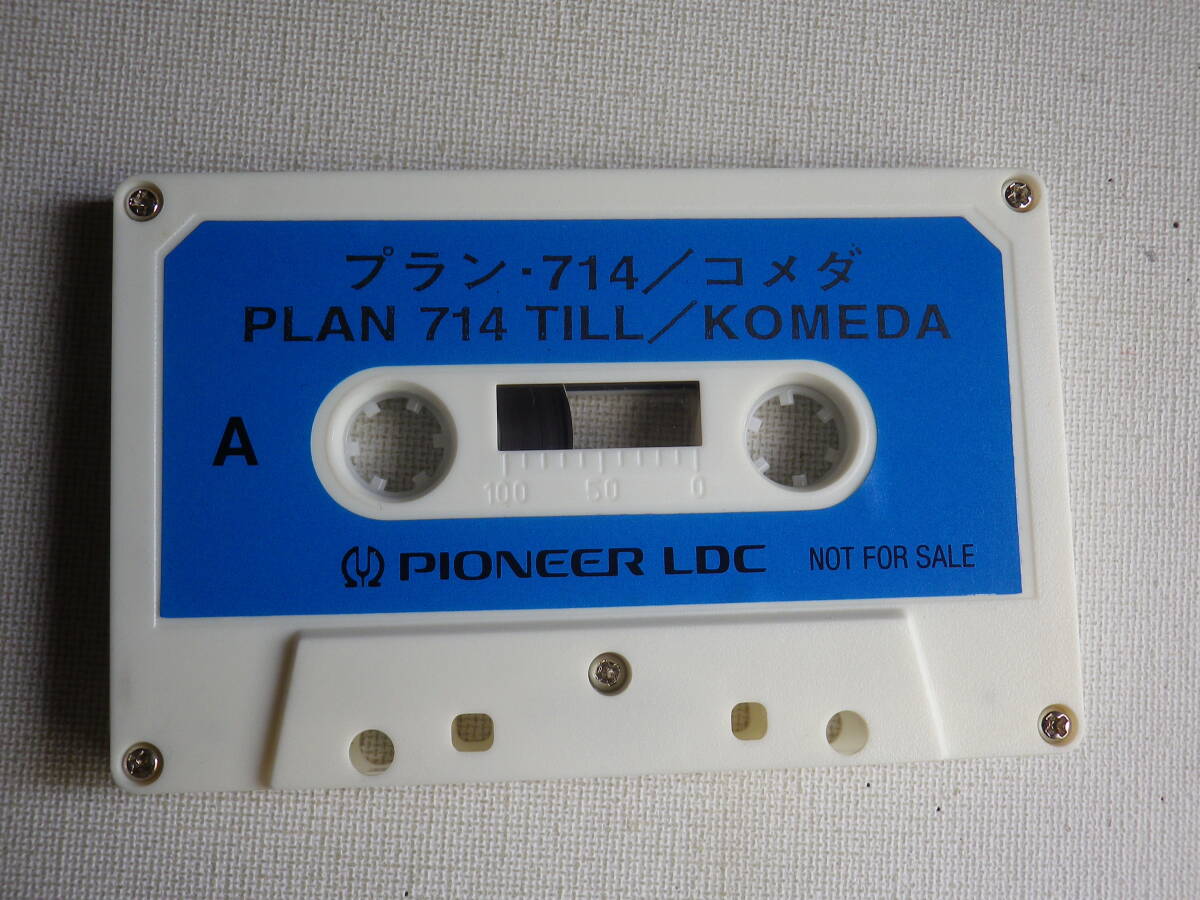 プラン・714／コメダ
PLAN 714 TILL／KOMEDA
A
100 50 0
PIONEER LDC NOT FOR SALE